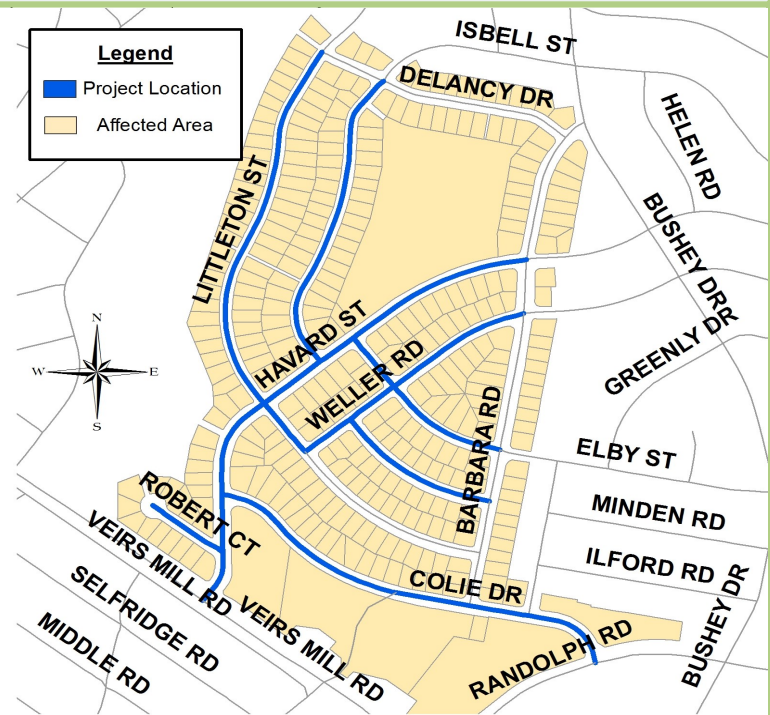 Legend
Project Location
Affected Area
ISBELL ST
DELANCY DR
HELEN RD
LITTLETON ST
BUSHEY DRR
HAVARD ST
WELLER RD
GREENLY DR
BARBARA RD
ELBY ST
N
W
E
S
ROBERT CT
MINDEN RD
VEIRS MILL RD
ILFORD RD
SELFRIDGE RD
COLIE DR
BUSHEY DR
VEIRS MILL RD
MIDDLE RD
RANDOLPH RD